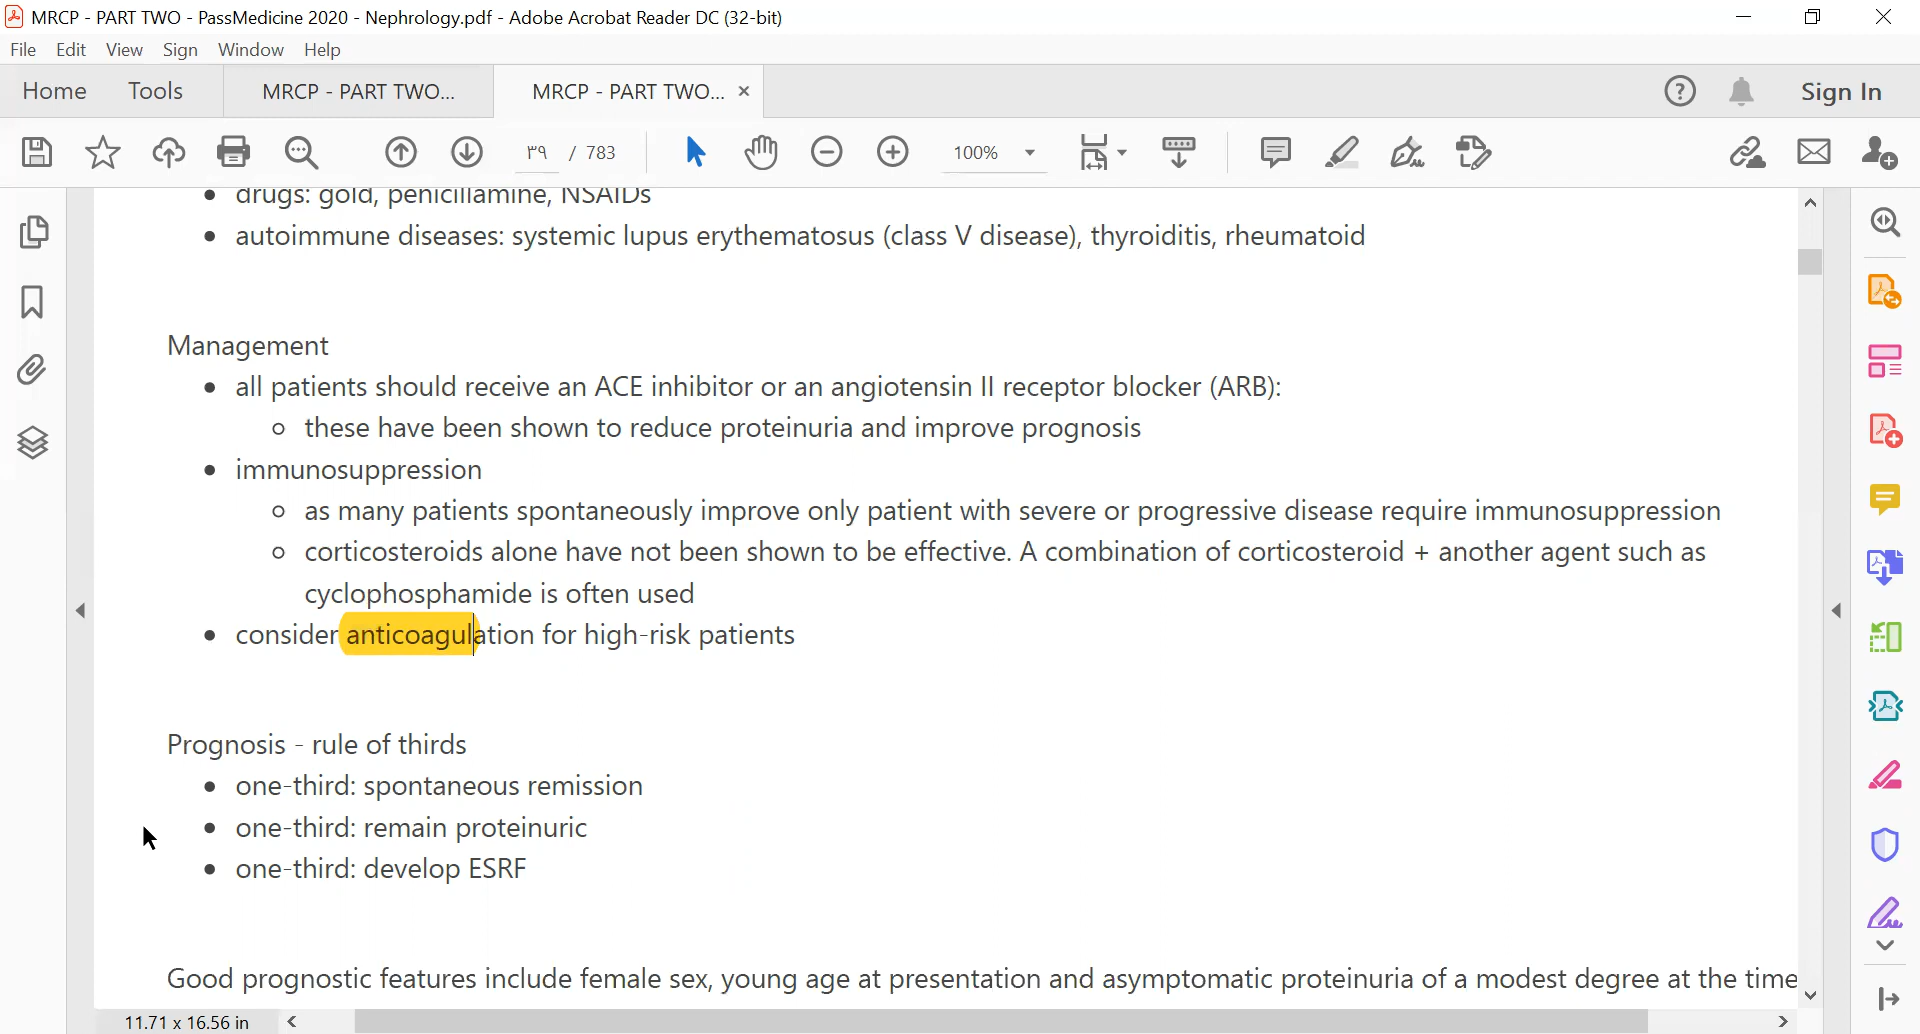 MRCP - PART TWO - PassMedicine 2020 - Nephrology.pdf - Adobe Acrobat Reader DC (32-bit)
File Edit View Sign Window Help
Home Tools MRCP - PART TWO... MRCP - PART TWO... × Sign In
٣٩ / 783 100%
• drugs: gold, penicillamine, NSAIDs
• autoimmune diseases: systemic lupus erythematosus (class V disease), thyroiditis, rheumatoid
Management
• all patients should receive an ACE inhibitor or an angiotensin II receptor blocker (ARB):
o these have been shown to reduce proteinuria and improve prognosis
• immunosuppression
o as many patients spontaneously improve only patient with severe or progressive disease require immunosuppression
o corticosteroids alone have not been shown to be effective. A combination of corticosteroid + another agent such as
cyclophosphamide is often used
• consider anticoagulation for high-risk patients
Prognosis - rule of thirds
• one-third: spontaneous remission
• one-third: remain proteinuric
• one-third: develop ESRF
Good prognostic features include female sex, young age at presentation and asymptomatic proteinuria of a modest degree at the time
11.71 x 16.56 in